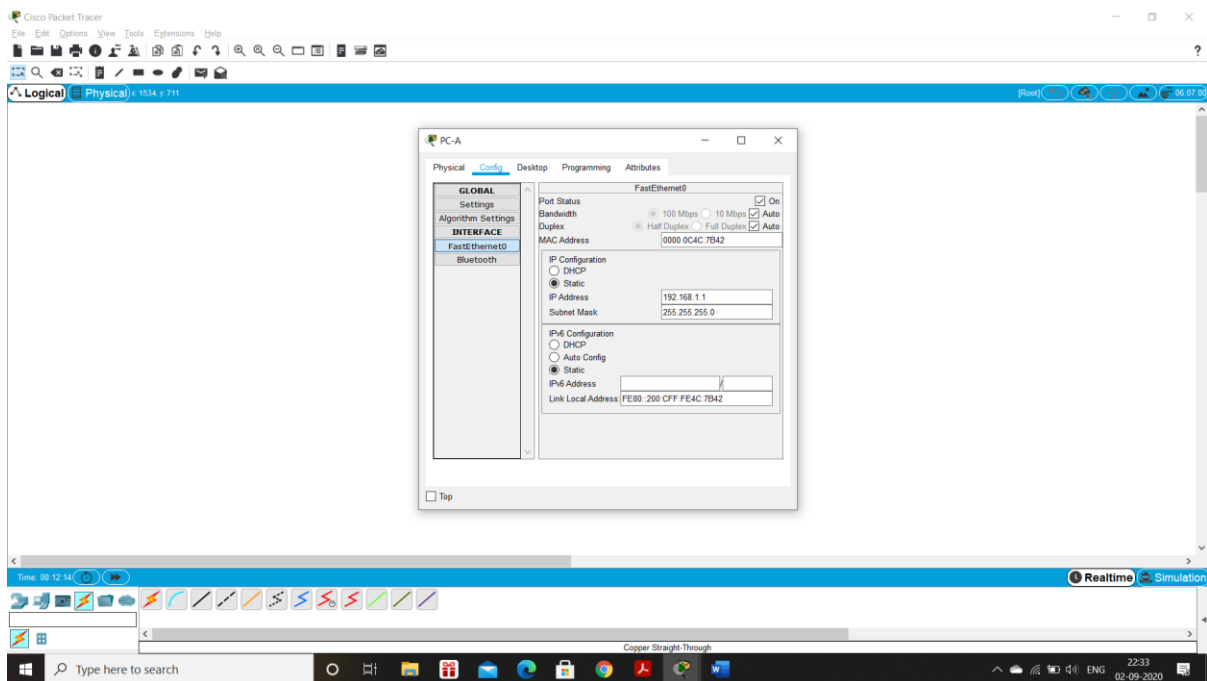 Cisco Packet Tracer
File Edit Options View Tools Extensions Help
?
Logical Physical x: 1534, y: 711 [Root] 06:07:00
PC-A
Physical Config Desktop Programming Attributes
GLOBAL
Settings
Algorithm Settings
INTERFACE
FastEthernet0
Bluetooth
FastEthernet0
Port Status On
Bandwidth 100 Mbps 10 Mbps Auto
Duplex Half Duplex Full Duplex Auto
MAC Address 0000.0C4C.7B42
IP Configuration
DHCP
Static
IP Address 192.168.1.1
Subnet Mask 255.255.255.0
IPv6 Configuration
DHCP
Auto Config
Static
IPv6 Address /
Link Local Address: FE80::200:CFF:FE4C:7B42
Top
Time: 00:12:14 Realtime Simulation
Copper Straight-Through
Type here to search ENG 22:33
02-09-2020